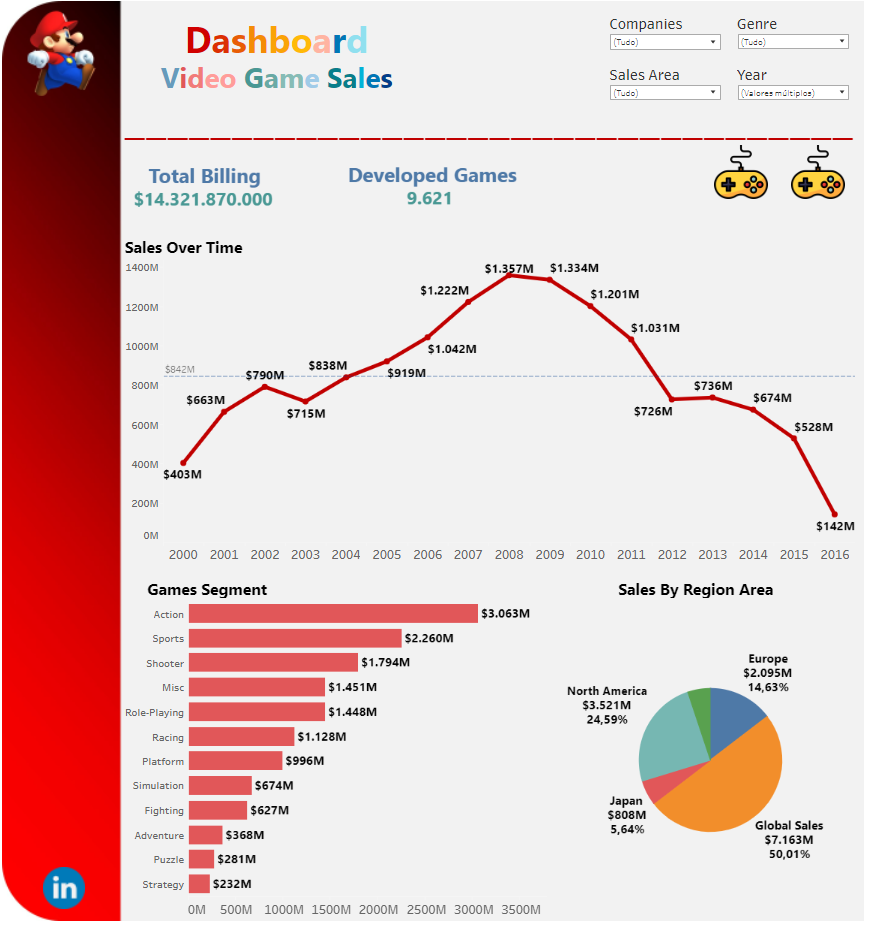 Dashboard
Video Game Sales
Companies
(Tudo)
Genre
(Tudo)
Sales Area
(Tudo)
Year
(Valores múltiplos)
Total Billing
$14.321.870.000
Developed Games
9.621
Sales Over Time
1400M
1200M
1000M
800M
600M
400M
200M
0M
$842M
$403M
$663M
$790M
$715M
$838M
$919M
$1.042M
$1.222M
$1.357M
$1.334M
$1.201M
$1.031M
$726M
$736M
$674M
$528M
$142M
2000 2001 2002 2003 2004 2005 2006 2007 2008 2009 2010 2011 2012 2013 2014 2015 2016
Games Segment
Action $3.063M
Sports $2.260M
Shooter $1.794M
Misc $1.451M
Role-Playing $1.448M
Racing $1.128M
Platform $996M
Simulation $674M
Fighting $627M
Adventure $368M
Puzzle $281M
Strategy $232M
0M 500M 1000M 1500M 2000M 2500M 3000M 3500M
Sales By Region Area
Europe
$2.095M
14,63%
North America
$3.521M
24,59%
Japan
$808M
5,64%
Global Sales
$7.163M
50,01%
in